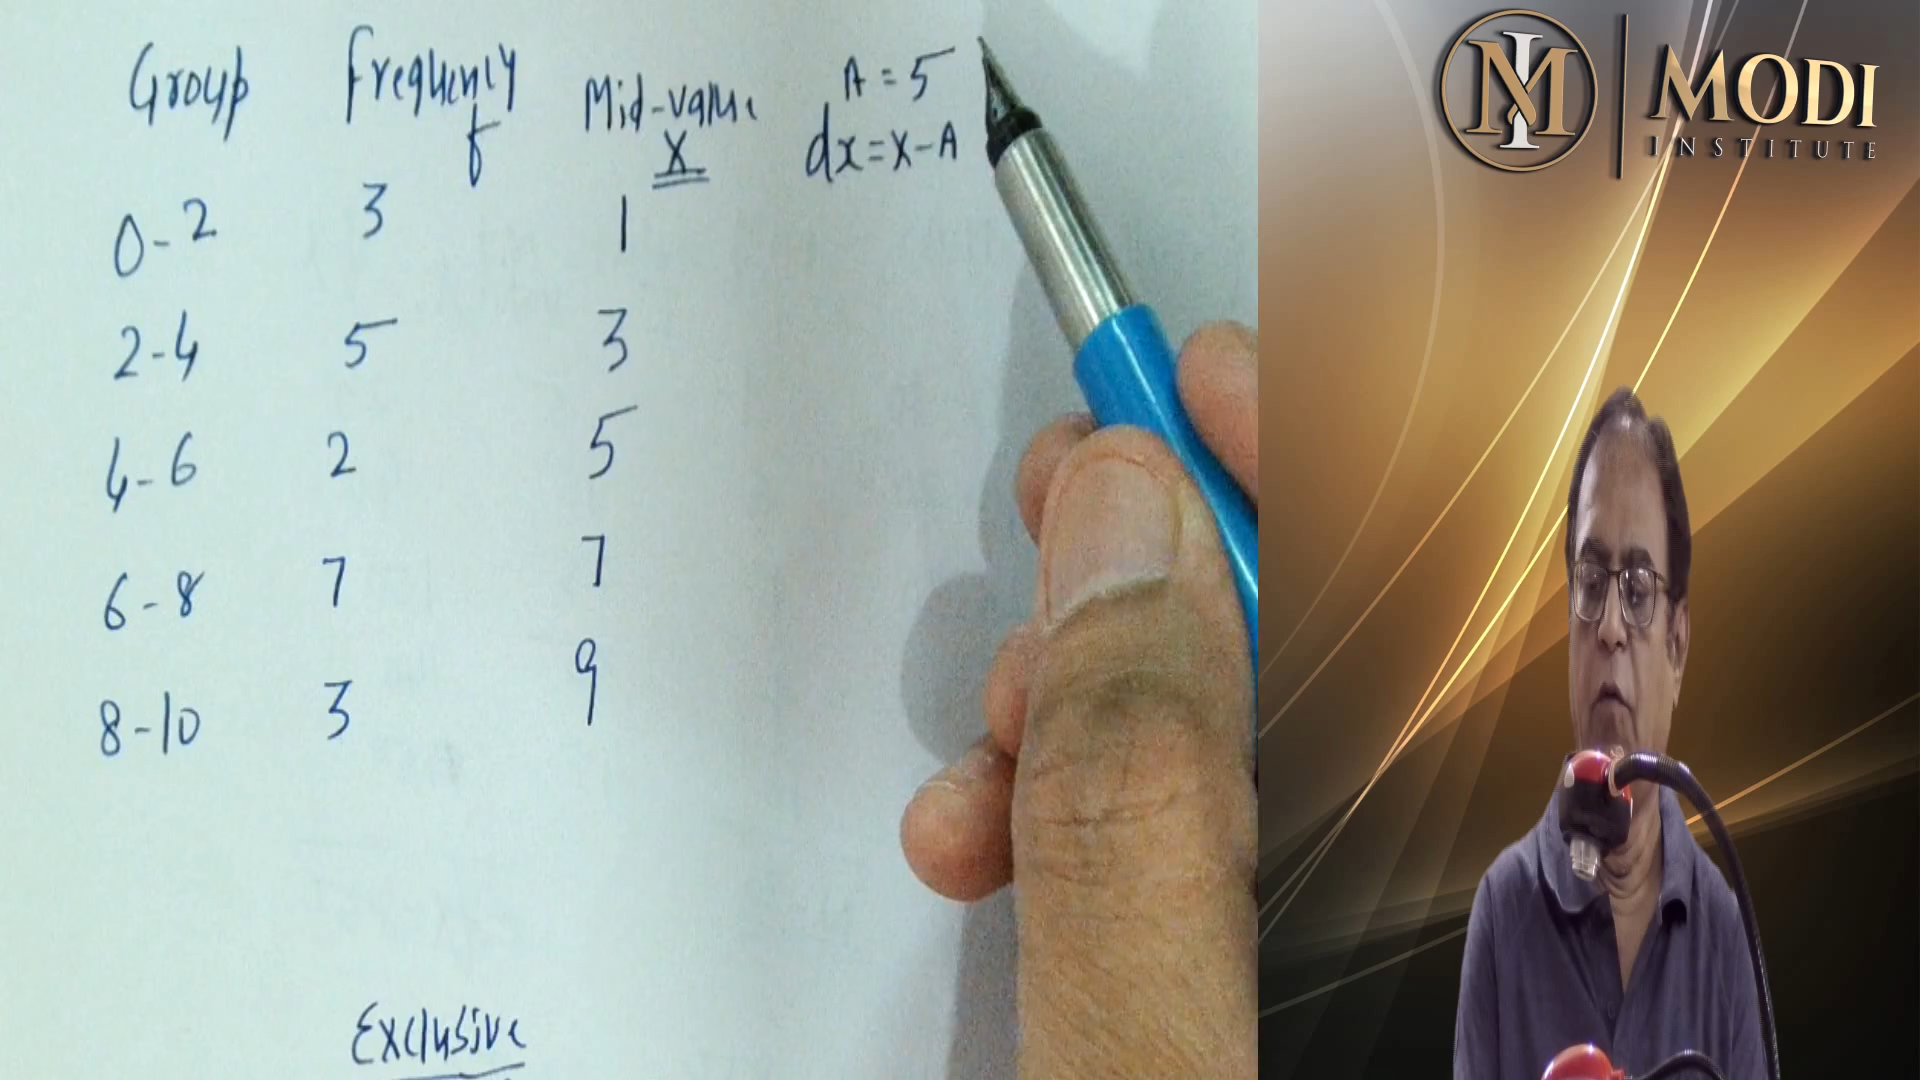 Group Frequency Mid-value A = 5
f X dx = X - A
0-2 3 1
2-4 5 3
4-6 2 5
6-8 7 7
8-10 3 9
Exclusive
MI MODI
INSTITUTE